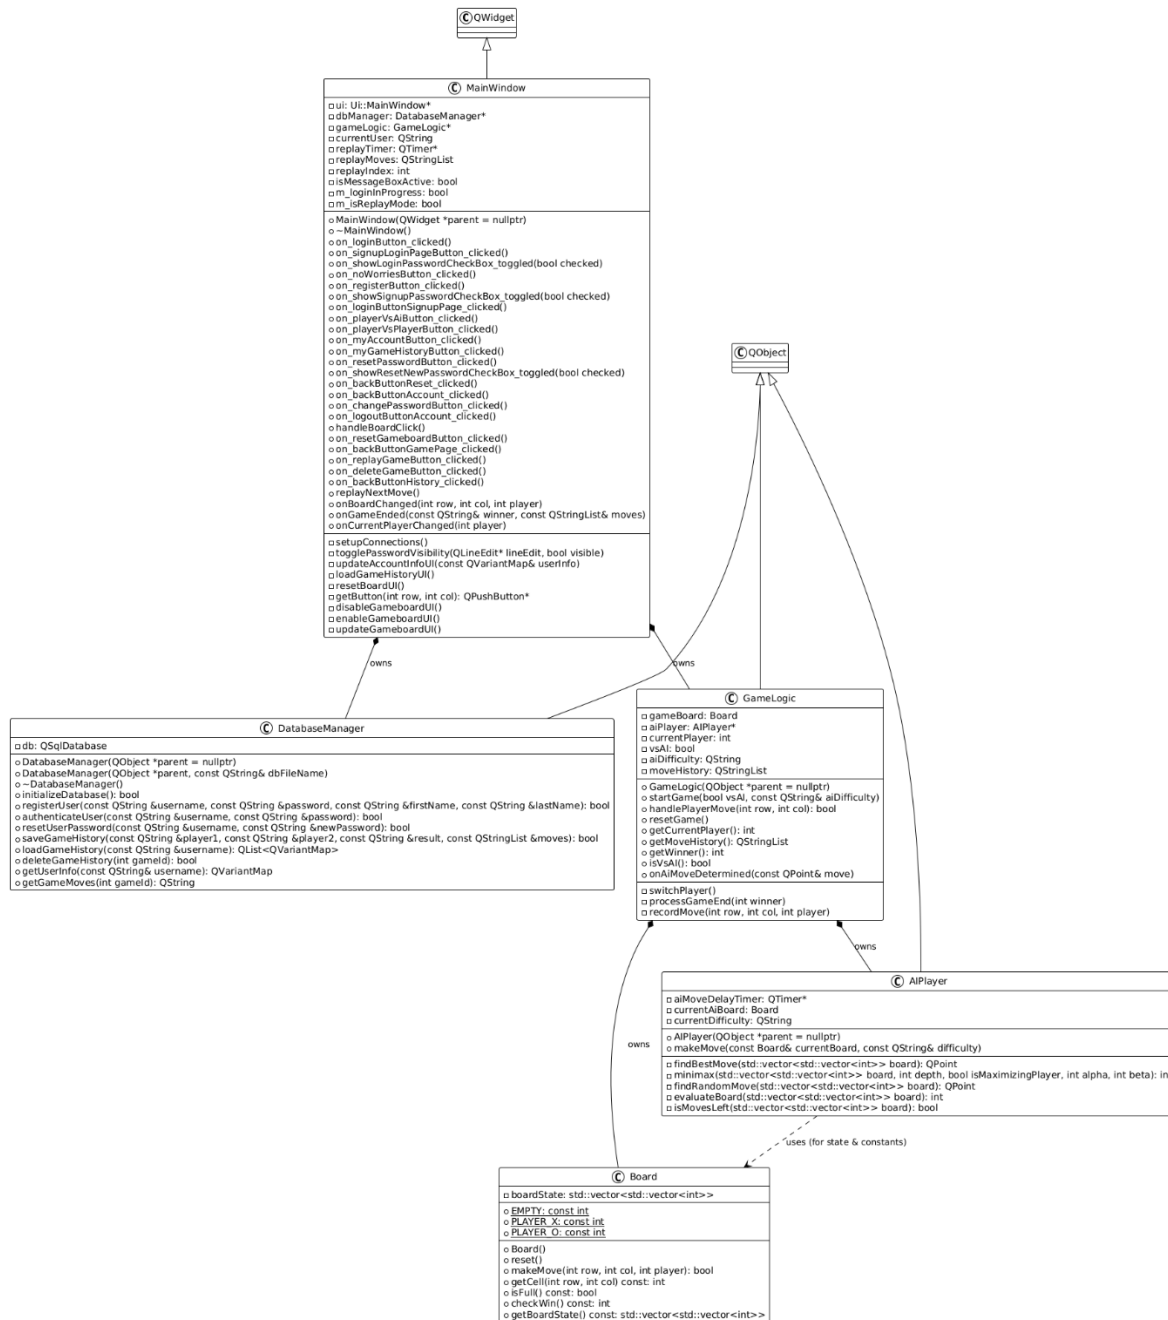 C QWidget
C MainWindow
ui: Ui::MainWindow*
dbManager: DatabaseManager*
gameLogic: GameLogic*
currentUser: QString
replayTimer: QTimer*
replayMoves: QStringList
replayIndex: int
isMessageBoxActive: bool
m_loginInProgress: bool
m_isReplayMode: bool
MainWindow(QWidget *parent = nullptr)
~MainWindow()
on_loginButton_clicked()
on_signupLoginPageButton_clicked()
on_showLoginPasswordCheckBox_toggled(bool checked)
on_noWorriesButton_clicked()
on_registerButton_clicked()
on_showSignupPasswordCheckBox_toggled(bool checked)
on_loginButtonSignupPage_clicked()
on_playerVsAiButton_clicked()
on_playerVsPlayerButton_clicked()
on_myAccountButton_clicked()
on_myGameHistoryButton_clicked()
on_resetPasswordButton_clicked()
on_showResetNewPasswordCheckBox_toggled(bool checked)
on_backButtonReset_clicked()
on_backButtonAccount_clicked()
on_changePasswordButton_clicked()
on_logoutButtonAccount_clicked()
handleBoardClick()
on_resetGameboardButton_clicked()
on_backButtonGamePage_clicked()
on_replayGameButton_clicked()
on_deleteGameButton_clicked()
on_backButtonHistory_clicked()
replayNextMove()
onBoardChanged(int row, int col, int player)
onGameEnded(const QString& winner, const QStringList& moves)
onCurrentPlayerChanged(int player)
setupConnections()
togglePasswordVisibility(QLineEdit* lineEdit, bool visible)
updateAccountInfoUI(const QVariantMap& userInfo)
loadGameHistoryUI()
resetBoardUI()
getButton(int row, int col): QPushButton*
disableGameboardUI()
enableGameboardUI()
updateGameboardUI()
C QObject
owns
owns
C DatabaseManager
db: QSqlDatabase
DatabaseManager(QObject *parent = nullptr)
DatabaseManager(QObject *parent, const QString& dbFileName)
~DatabaseManager()
initializeDatabase(): bool
registerUser(const QString &username, const QString &password, const QString &firstName, const QString &lastName): bool
authenticateUser(const QString &username, const QString &password): bool
resetUserPassword(const QString &username, const QString &newPassword): bool
saveGameHistory(const QString &player1, const QString &player2, const QString &result, const QStringList &moves): bool
loadGameHistory(const QString &username): QList<QVariantMap>
deleteGameHistory(int gameId): bool
getUserInfo(const QString& username): QVariantMap
getGameMoves(int gameId): QString
C GameLogic
gameBoard: Board
aiPlayer: AIPlayer*
currentPlayer: int
vsAI: bool
aiDifficulty: QString
moveHistory: QStringList
GameLogic(QObject *parent = nullptr)
startGame(bool vsAI, const QString& aiDifficulty)
handlePlayerMove(int row, int col): bool
resetGame()
getCurrentPlayer(): int
getMoveHistory(): QStringList
getWinner(): int
isVsAI(): bool
onAiMoveDetermined(const QPoint& move)
switchPlayer()
processGameEnd(int winner)
recordMove(int row, int col, int player)
owns
owns
C AIPlayer
aiMoveDelayTimer: QTimer*
currentAiBoard: Board
currentDifficulty: QString
AIPlayer(QObject *parent = nullptr)
makeMove(const Board& currentBoard, const QString& difficulty)
findBestMove(std::vector<std::vector<int>> board): QPoint
minimax(std::vector<std::vector<int>> board, int depth, bool isMaximizingPlayer, int alpha, int beta): in
findRandomMove(std::vector<std::vector<int>> board): QPoint
evaluateBoard(std::vector<std::vector<int>> board): int
isMovesLeft(std::vector<std::vector<int>> board): bool
uses (for state & constants)
C Board
boardState: std::vector<std::vector<int>>
EMPTY: const int
PLAYER_X: const int
PLAYER_O: const int
Board()
reset()
makeMove(int row, int col, int player): bool
getCell(int row, int col) const: int
isFull() const: bool
checkWin() const: int
getBoardState() const: std::vector<std::vector<int>>